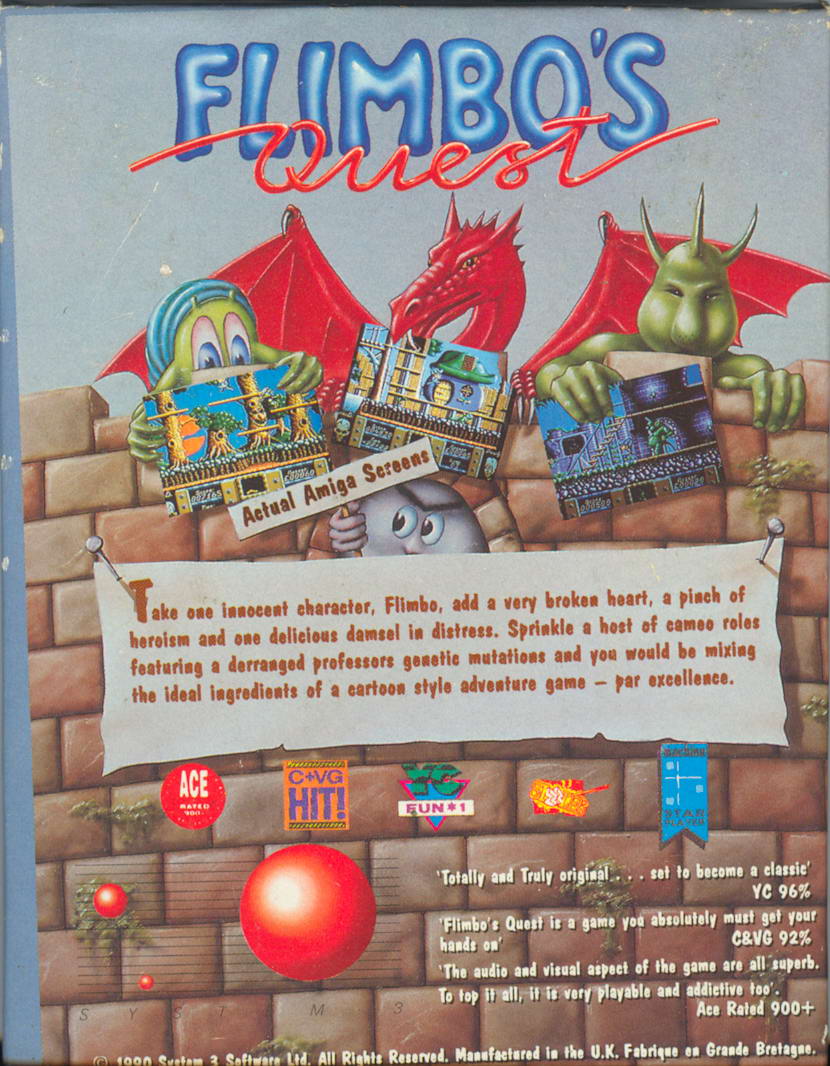 FLIMBO'S
Quest
Actual Amiga Screens
Take one innocent character, Flimbo, add a very broken heart, a pinch of
heroism and one delicious damsel in distress. Sprinkle a host of cameo roles
featuring a derranged professors genetic mutations and you would be mixing
the ideal ingredients of a cartoon style adventure game – par excellence.
ACE
RATED
900+
C+VG
HIT!
YC
FUN*1
STAR
PLAYER
'Totally and Truly original . . . set to become a classic'
YC 96%
'Flimbo's Quest is a game you absolutely must get your
hands on'
C&VG 92%
'The audio and visual aspect of the game are all superb.
To top it all, it is very playable and addictive too'.
Ace Rated 900+
SYST M 3
© 1990 System 3 Software Ltd. All Rights Reserved. Manufactured in the U.K. Fabrique en Grande Bretagne.